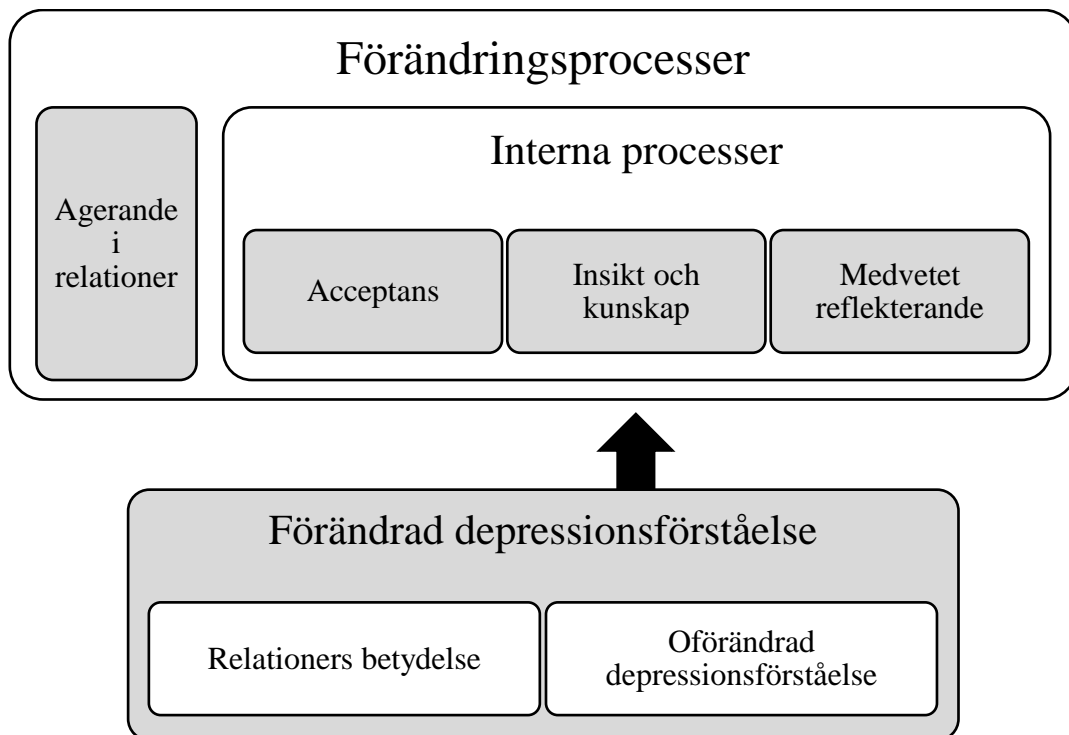 Förändringsprocesser
Agerande
i
relationer
Interna processer
Acceptans
Insikt och
kunskap
Medvetet
reflekterande
Förändrad depressionsförståelse
Relationers betydelse
Oförändrad
depressionsförståelse